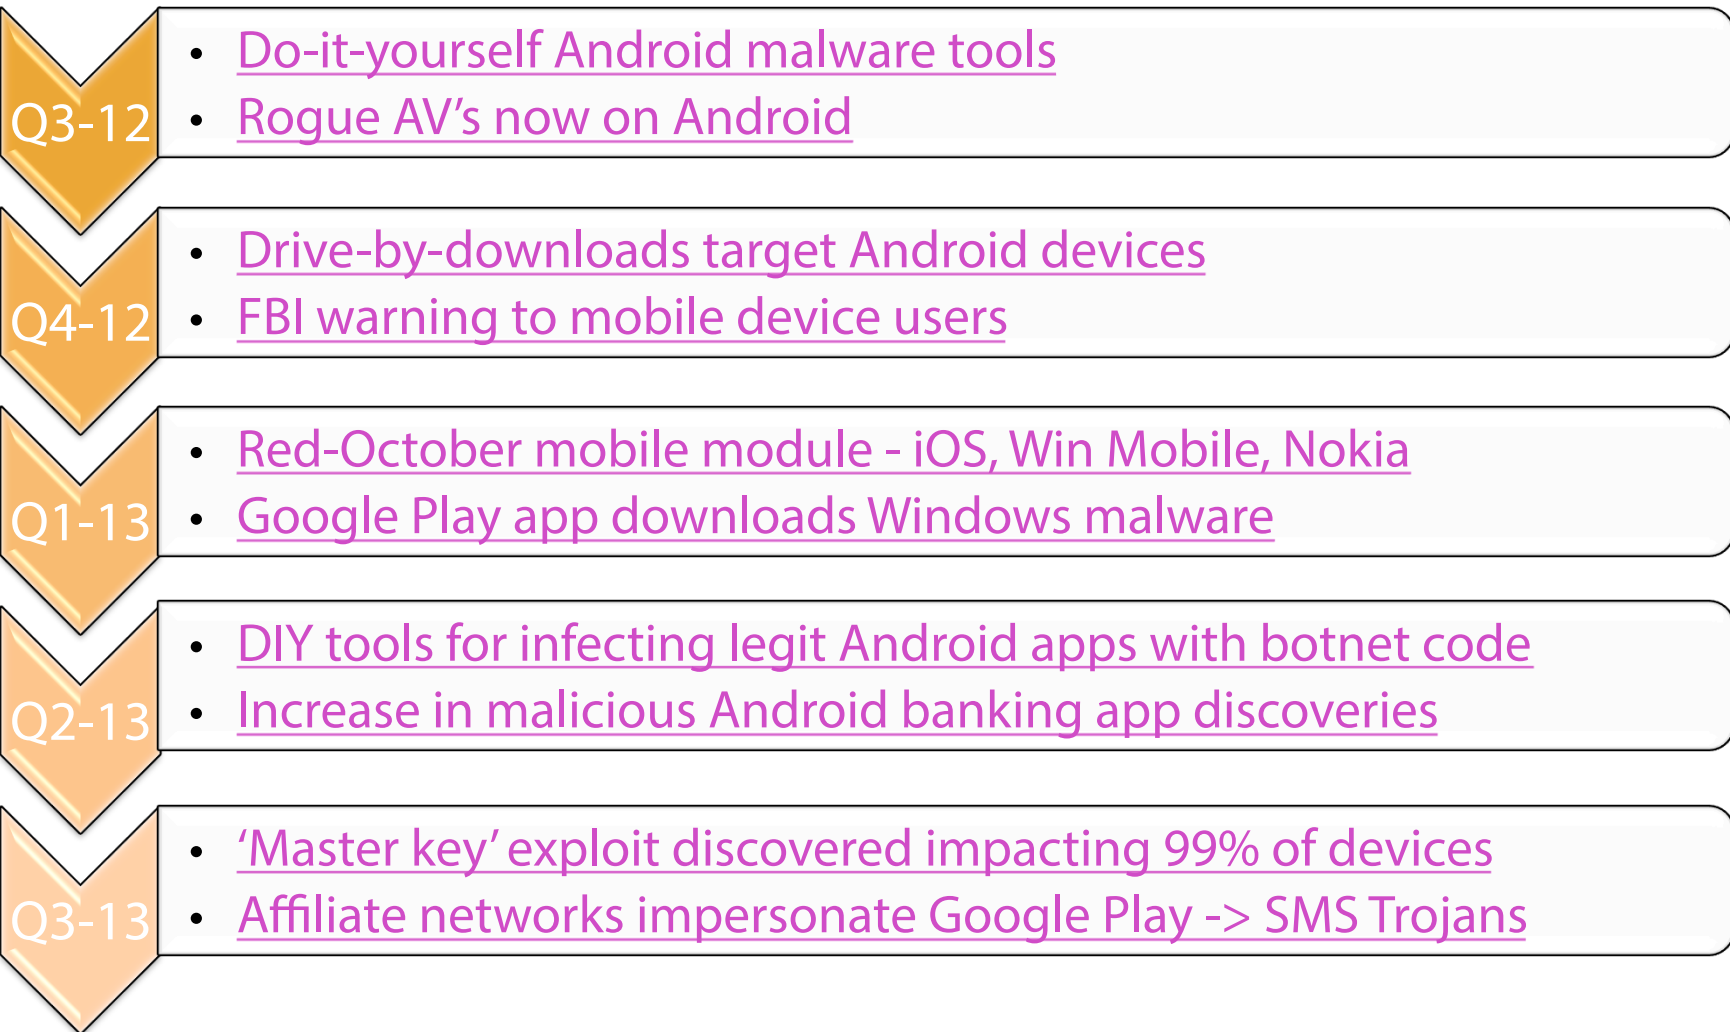 Q3-12
• Do-it-yourself Android malware tools
• Rogue AV’s now on Android
Q4-12
• Drive-by-downloads target Android devices
• FBI warning to mobile device users
Q1-13
• Red-October mobile module - iOS, Win Mobile, Nokia
• Google Play app downloads Windows malware
Q2-13
• DIY tools for infecting legit Android apps with botnet code
• Increase in malicious Android banking app discoveries
Q3-13
• ‘Master key’ exploit discovered impacting 99% of devices
• Affiliate networks impersonate Google Play -> SMS Trojans